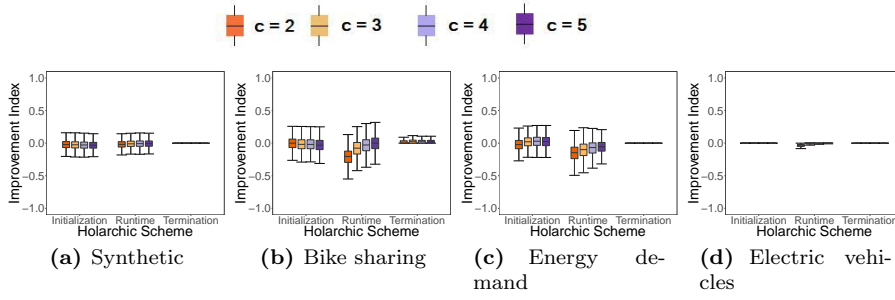 c = 2 c = 3 c = 4 c = 5
Improvement Index
1.0
0.5
0.0
−0.5
−1.0
Initialization Runtime Termination
Holarchic Scheme
(a) Synthetic
Improvement Index
1.0
0.5
0.0
−0.5
−1.0
Initialization Runtime Termination
Holarchic Scheme
(b) Bike sharing
Improvement Index
1.0
0.5
0.0
−0.5
−1.0
Initialization Runtime Termination
Holarchic Scheme
(c) Energy de-
mand
Improvement Index
1.0
0.5
0.0
−0.5
−1.0
Initialization Runtime Termination
Holarchic Scheme
(d) Electric vehi-
cles